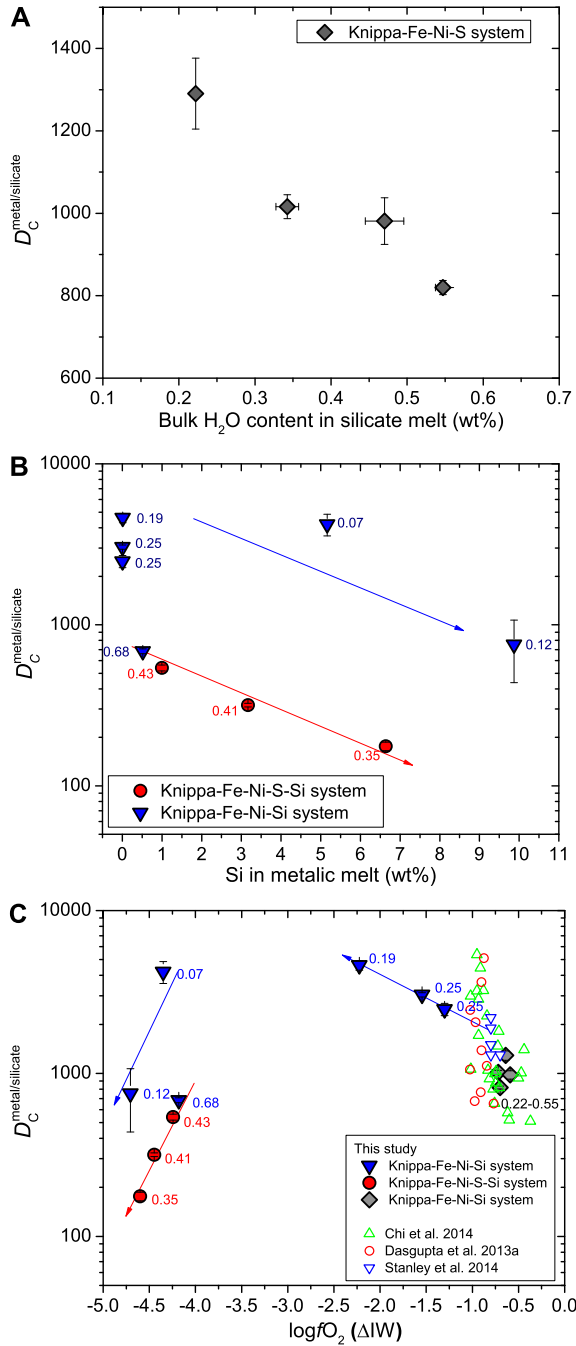 A
1400
1200
1000
800
600
D_C^metal/silicate
Knippa-Fe-Ni-S system
0.1 0.2 0.3 0.4 0.5 0.6 0.7
Bulk H₂O content in silicate melt (wt%)
B
10000
1000
100
D_C^metal/silicate
0.19
0.25
0.25
0.07
0.68
0.12
0.43
0.41
0.35
Knippa-Fe-Ni-S-Si system
Knippa-Fe-Ni-Si system
0 1 2 3 4 5 6 7 8 9 10 11
Si in metalic melt (wt%)
C
10000
1000
100
D_C^metal/silicate
0.07
0.19
0.25
0.25
0.12
0.68
0.43
0.41
0.35
0.22-0.55
This study
Knippa-Fe-Ni-Si system
Knippa-Fe-Ni-S-Si system
Knippa-Fe-Ni-Si system
Chi et al. 2014
Dasgupta et al. 2013a
Stanley et al. 2014
-5.0 -4.5 -4.0 -3.5 -3.0 -2.5 -2.0 -1.5 -1.0 -0.5 0.0
logfO₂ (ΔIW)